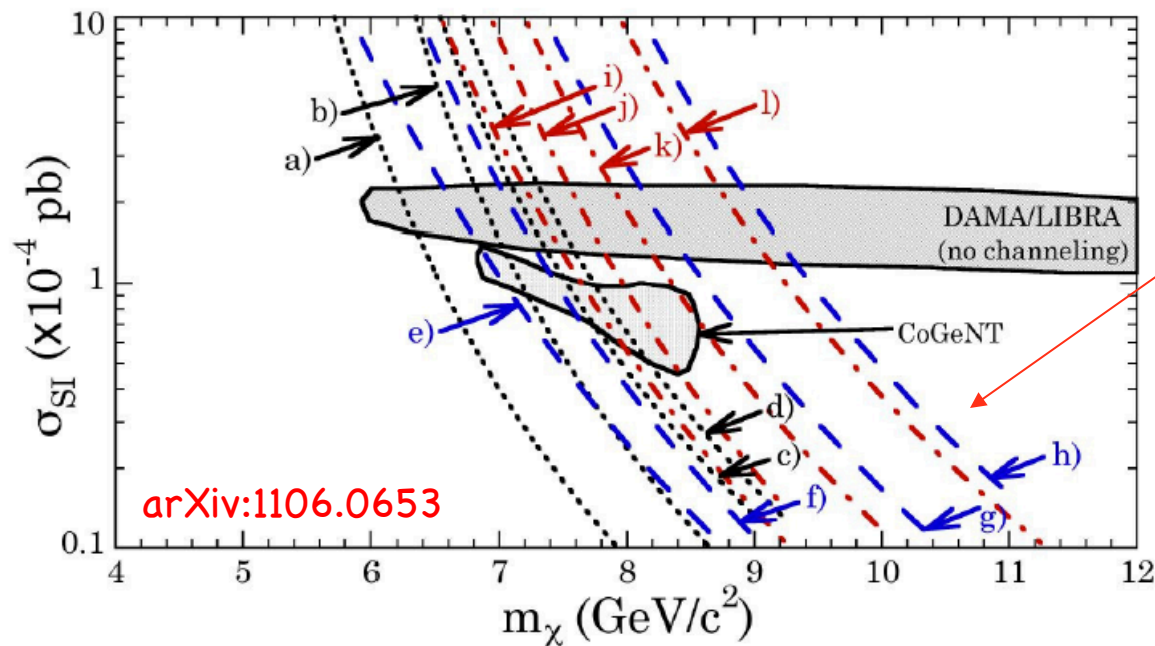 10
i)
b)
j)
l)
a)
k)
DAMA/LIBRA
(no channeling)
1
e)
CoGeNT
σSI (x10⁻⁴ pb)
d)
c)
h)
arXiv:1106.0653
f)
g)
0.1
4 5 6 7 8 9 10 11 12
mχ (GeV/c²)